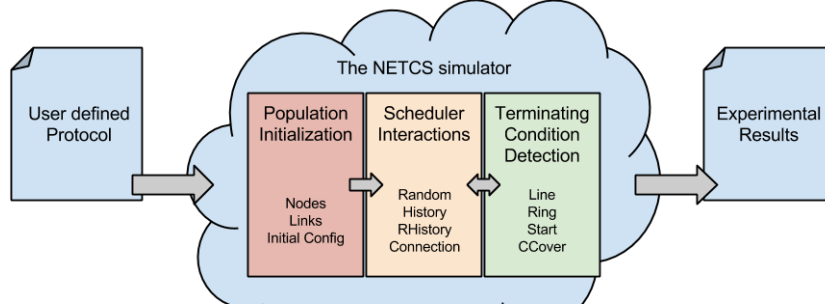 The NETCS simulator
User defined
Protocol
Population
Initialization
Nodes
Links
Initial Config
Scheduler
Interactions
Random
History
RHistory
Connection
Terminating
Condition
Detection
Line
Ring
Start
CCover
Experimental
Results